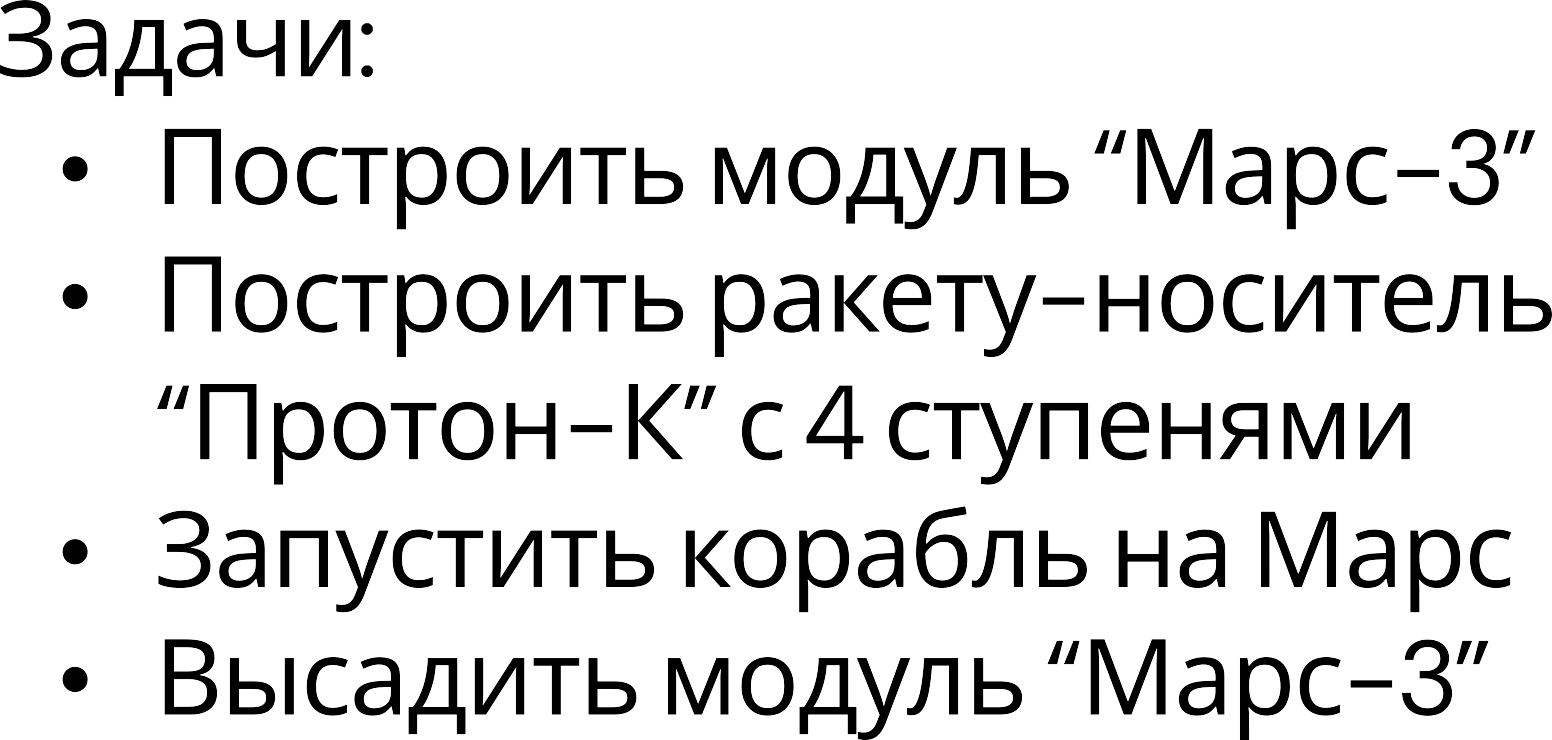 Задачи:
• Построить модуль “Марс–3”
• Построить ракету–носитель
“Протон–К” с 4 ступенями
• Запустить корабль на Марс
• Высадить модуль “Марс–3”